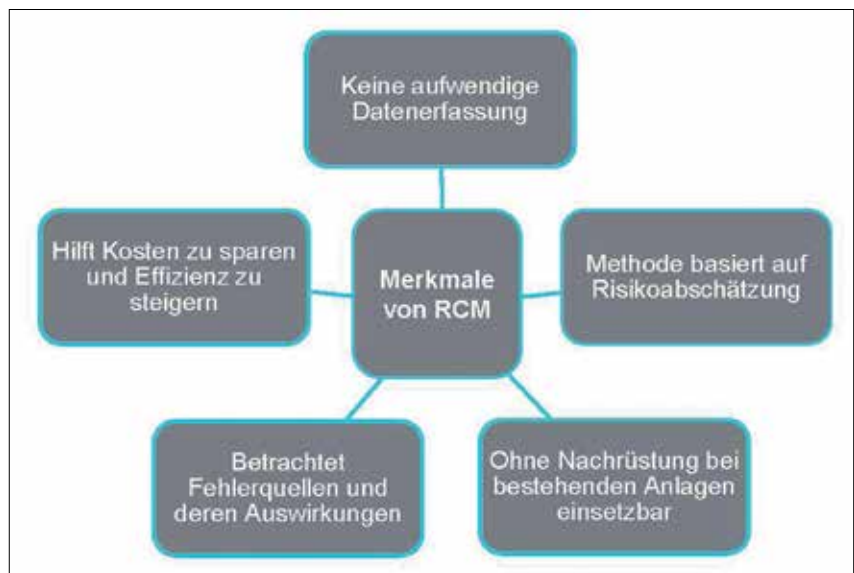 Keine aufwendige
Datenerfassung
Hilft Kosten zu sparen
und Effizienz zu
steigern
Merkmale
von RCM
Methode basiert auf
Risikoabschätzung
Betrachtet
Fehlerquellen und
deren Auswirkungen
Ohne Nachrüstung bei
bestehenden Anlagen
einsetzbar